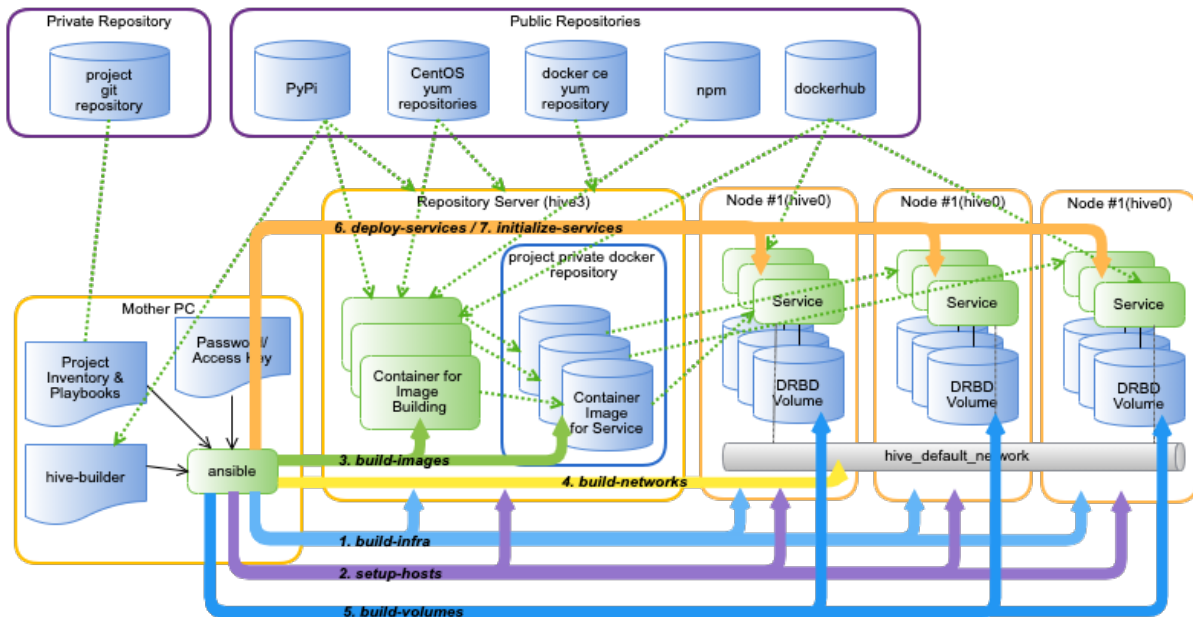 Private Repository
project
git
repository
Public Repositories
PyPi
CentOS
yum
repositories
docker ce
yum
repository
npm
dockerhub
Repository Server (hive3)
Node #1(hive0)
Node #1(hive0)
Node #1(hive0)
6. deploy-services / 7. initialize-services
project private docker
repository
Mother PC
Password/
Access Key
Project
Inventory &
Playbooks
hive-builder
ansible
Container for
Image
Building
Container
Image
for Service
Service
Service
Service
DRBD
Volume
DRBD
Volume
DRBD
Volume
hive_default_network
3. build-images
4. build-networks
1. build-infra
2. setup-hosts
5. build-volumes